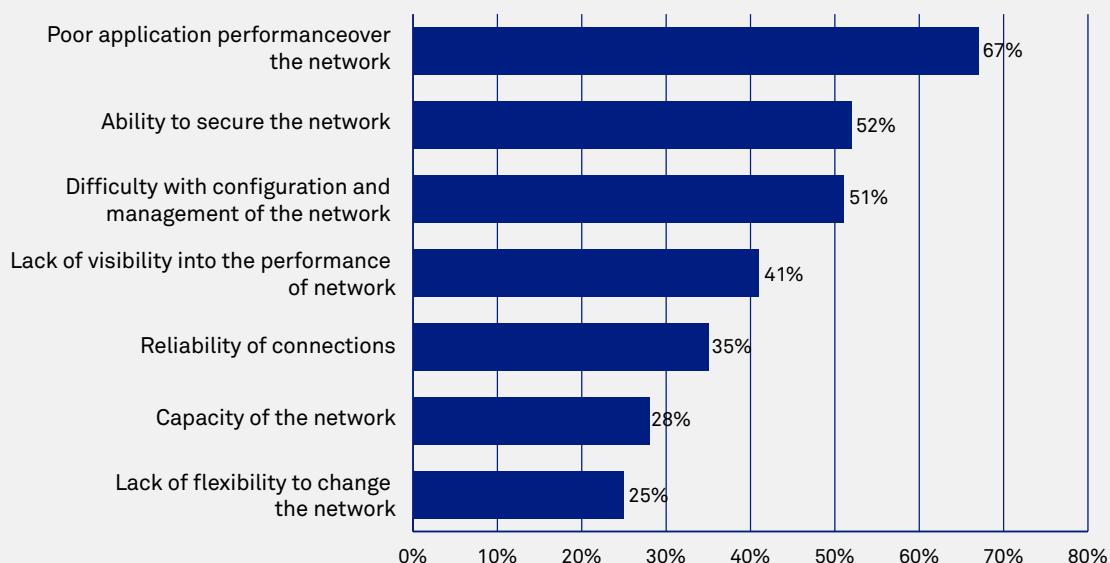 Poor application performanceover
the network
67%
Ability to secure the network
52%
Difficulty with configuration and
management of the network
51%
Lack of visibility into the performance
of network
41%
Reliability of connections
35%
Capacity of the network
28%
Lack of flexibility to change
the network
25%
0% 10% 20% 30% 40% 50% 60% 70% 80%